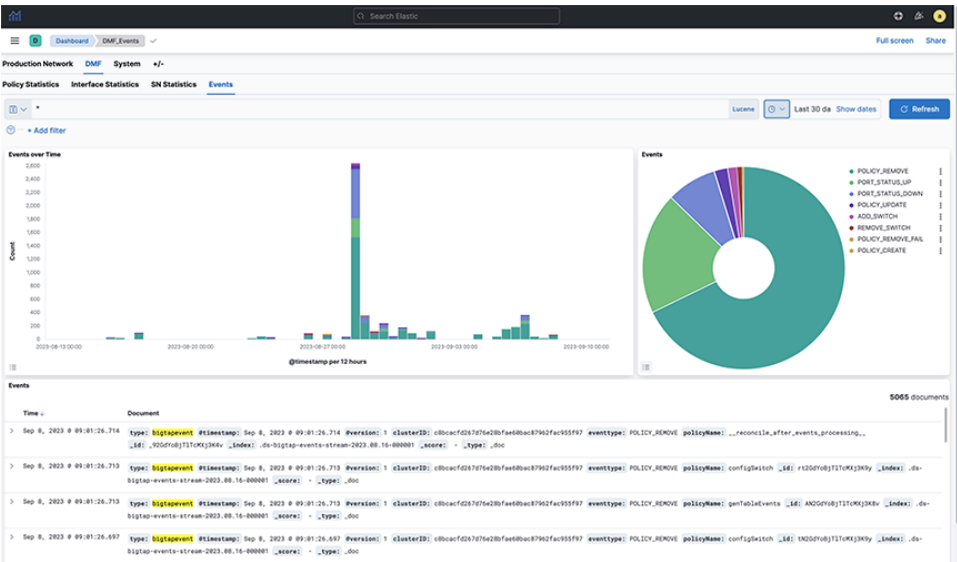 Search Elastic
a
D Dashboard DMF_Events
Full screen Share
Production Network DMF System +/-
Policy Statistics Interface Statistics SN Statistics Events
* Lucene Last 30 da Show dates Refresh
+ Add filter
Events over Time
2,600
2,400
2,200
2,000
1,800
1,600
1,400
1,200
1,000
800
600
400
200
0
Count
2023-08-13 00:00 2023-08-20 00:00 2023-08-27 00:00 2023-09-03 00:00 2023-09-10 00:00
@timestamp per 12 hours
Events
POLICY_REMOVE
PORT_STATUS_UP
PORT_STATUS_DOWN
POLICY_UPDATE
ADD_SWITCH
REMOVE_SWITCH
POLICY_REMOVE_FAIL
POLICY_CREATE
Events
5065 documents
Time Document
Sep 8, 2023 @ 09:01:26.714 type: bigtapevent @timestamp: Sep 8, 2023 @ 09:01:26.714 @version: 1 clusterID: c8bcacfd267d76e28bfae60bac87962fac955f97 eventtype: POLICY_REMOVE policyName: __reconcile_after_events_processing__
_id: _92GdYoBjTlTcMXj3K4v _index: .ds-bigtap-events-stream-2023.08.16-000001 _score: - _type: _doc
Sep 8, 2023 @ 09:01:26.713 type: bigtapevent @timestamp: Sep 8, 2023 @ 09:01:26.713 @version: 1 clusterID: c8bcacfd267d76e28bfae60bac87962fac955f97 eventtype: POLICY_REMOVE policyName: configSwitch _id: rt2GdYoBjTlTcMXj3K9y _index: .ds-
bigtap-events-stream-2023.08.16-000001 _score: - _type: _doc
Sep 8, 2023 @ 09:01:26.713 type: bigtapevent @timestamp: Sep 8, 2023 @ 09:01:26.713 @version: 1 clusterID: c8bcacfd267d76e28bfae60bac87962fac955f97 eventtype: POLICY_REMOVE policyName: genTableEvents _id: AN2GdYoBjTlTcMXj3K8v _index: .ds-
bigtap-events-stream-2023.08.16-000001 _score: - _type: _doc
Sep 8, 2023 @ 09:01:26.697 type: bigtapevent @timestamp: Sep 8, 2023 @ 09:01:26.697 @version: 1 clusterID: c8bcacfd267d76e28bfae60bac87962fac955f97 eventtype: POLICY_REMOVE policyName: configSwitch _id: tN2GdYoBjTlTcMXj3K9y _index: .ds-
bigtap-events-stream-2023.08.16-000001 _score: - _type: _doc